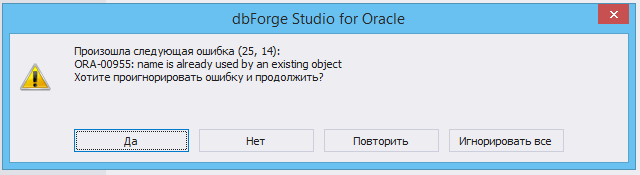 dbForge Studio for Oracle
Произошла следующая ошибка (25, 14):
ORA-00955: name is already used by an existing object
Хотите проигнорировать ошибку и продолжить?
Да
Нет
Повторить
Игнорировать все